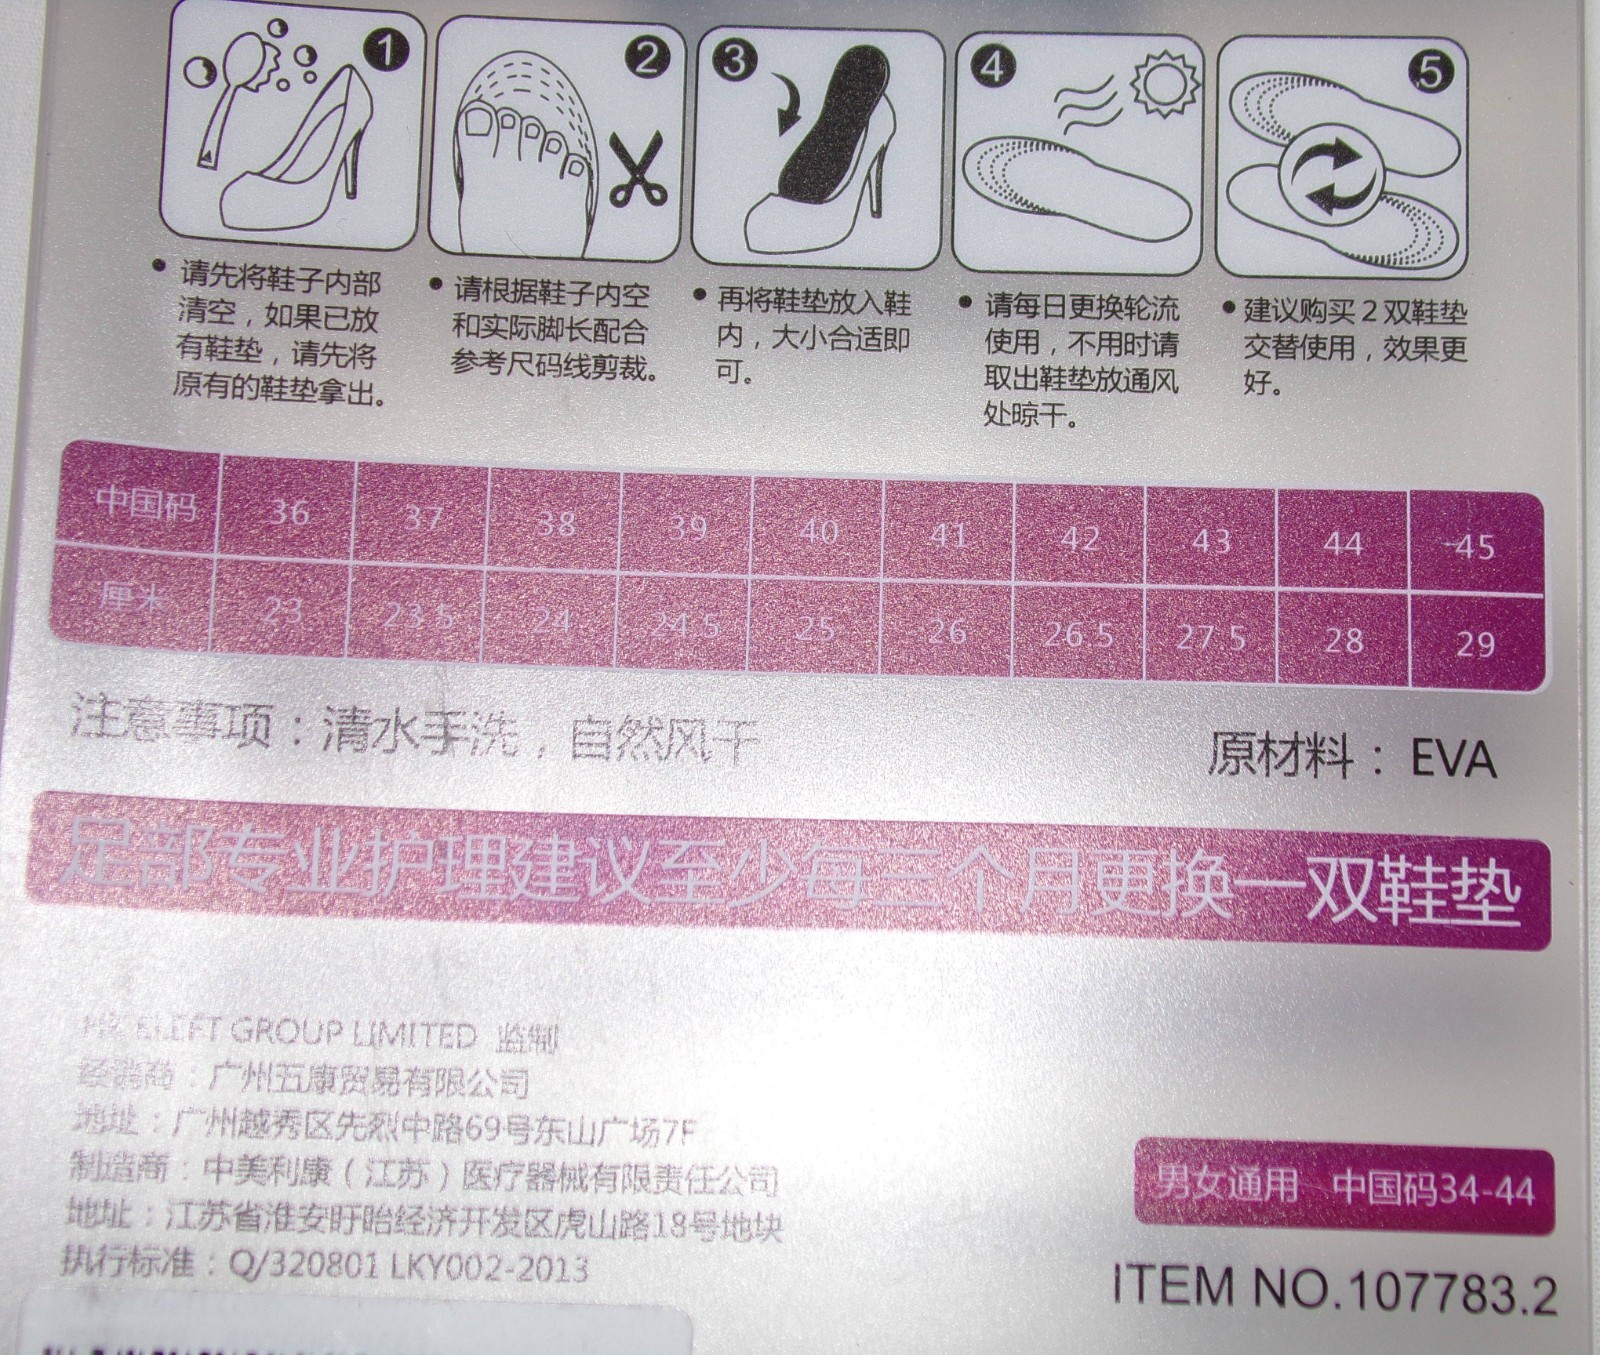 1
2
3
4
5
请先将鞋子内部
清空，如果已放
有鞋垫，请先将
原有的鞋垫拿出。
请根据鞋子内空
和实际脚长配合
参考尺码线剪裁。
再将鞋垫放入鞋
内，大小合适即
可。
请每日更换轮流
使用，不用时请
取出鞋垫放通风
处晾干。
建议购买2双鞋垫
交替使用，效果更
好。
中国码 36 37 38 39 40 41 42 43 44 45
厘米 23 23.5 24 24.5 25 26 26.5 27.5 28 29
注意事项：清水手洗，自然风干
原材料：EVA
足部专业护理建议至少每三个月更换一双鞋垫
GROUP LIMITED 监制
经销商：广州五康贸易有限公司
地址：广州越秀区先烈中路69号东山广场7F
制造商：中美利康（江苏）医疗器械有限责任公司
地址：江苏省淮安盱眙经济开发区虎山路18号地块
执行标准：Q/320801 LKY002-2013
男女通用 中国码34-44
ITEM NO.107783.2